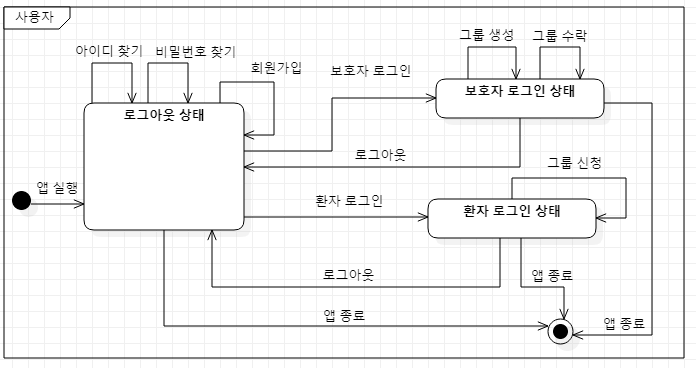 사용자
아이디 찾기
비밀번호 찾기
회원가입
보호자 로그인
그룹 생성
그룹 수락
로그아웃 상태
보호자 로그인 상태
로그아웃
그룹 신청
앱 실행
환자 로그인
환자 로그인 상태
로그아웃
앱 종료
앱 종료
앱 종료